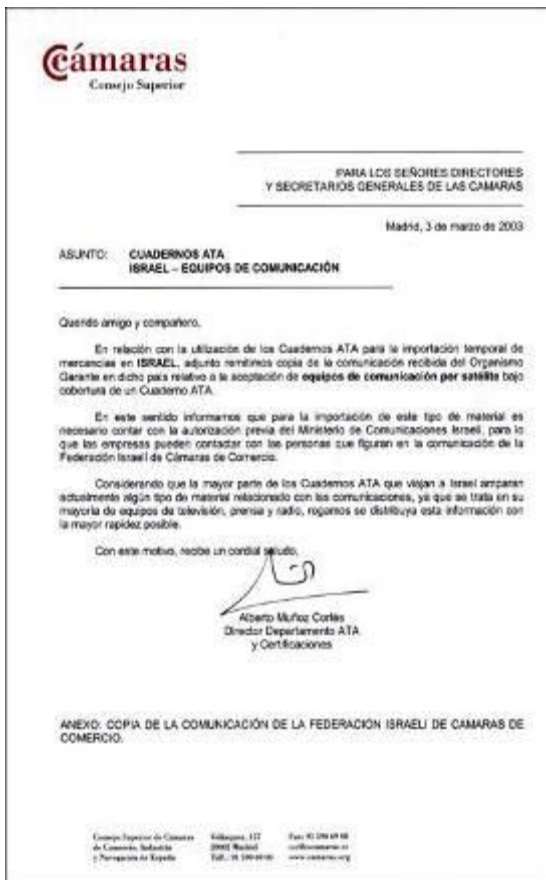 cámaras
Consejo Superior
PARA LOS SEÑORES DIRECTORES
Y SECRETARIOS GENERALES DE LAS CAMARAS
Madrid, 3 de marzo de 2003
ASUNTO: CUADERNOS ATA
ISRAEL – EQUIPOS DE COMUNICACIÓN
Querido amigo y compañero,
En relación con la utilización de los Cuadernos ATA para la importación temporal de
mercancías en ISRAEL, adjunto remitimos copia de la comunicación recibida del Organismo
Garante en dicho país relativo a la aceptación de equipos de comunicación por satélite bajo
cobertura de un Cuaderno ATA.
En este sentido informamos que para la importación de este tipo de material es
necesario contar con la autorización previa del Ministerio de Comunicaciones Israelí, para lo
que las empresas pueden contactar con las personas que figuran en la comunicación de la
Federación Israelí de Cámaras de Comercio.
Considerando que la mayor parte de los Cuadernos ATA que viajan a Israel amparan
actualmente algún tipo de material relacionado con las comunicaciones, ya que se trata en su
mayoría de equipos de televisión, prensa y radio, rogamos se distribuya esta información con
la mayor rapidez posible.
Con este motivo, recibe un cordial saludo,
Alberto Muñoz Cortés
Director Departamento ATA
y Certificaciones
ANEXO: COPIA DE LA COMUNICACIÓN DE LA FEDERACION ISRAELI DE CAMARAS DE
COMERCIO.
Consejo Superior de Cámaras
de Comercio, Industria
y Navegación de España
Velázquez, 157
28002 Madrid
www.camaras.org